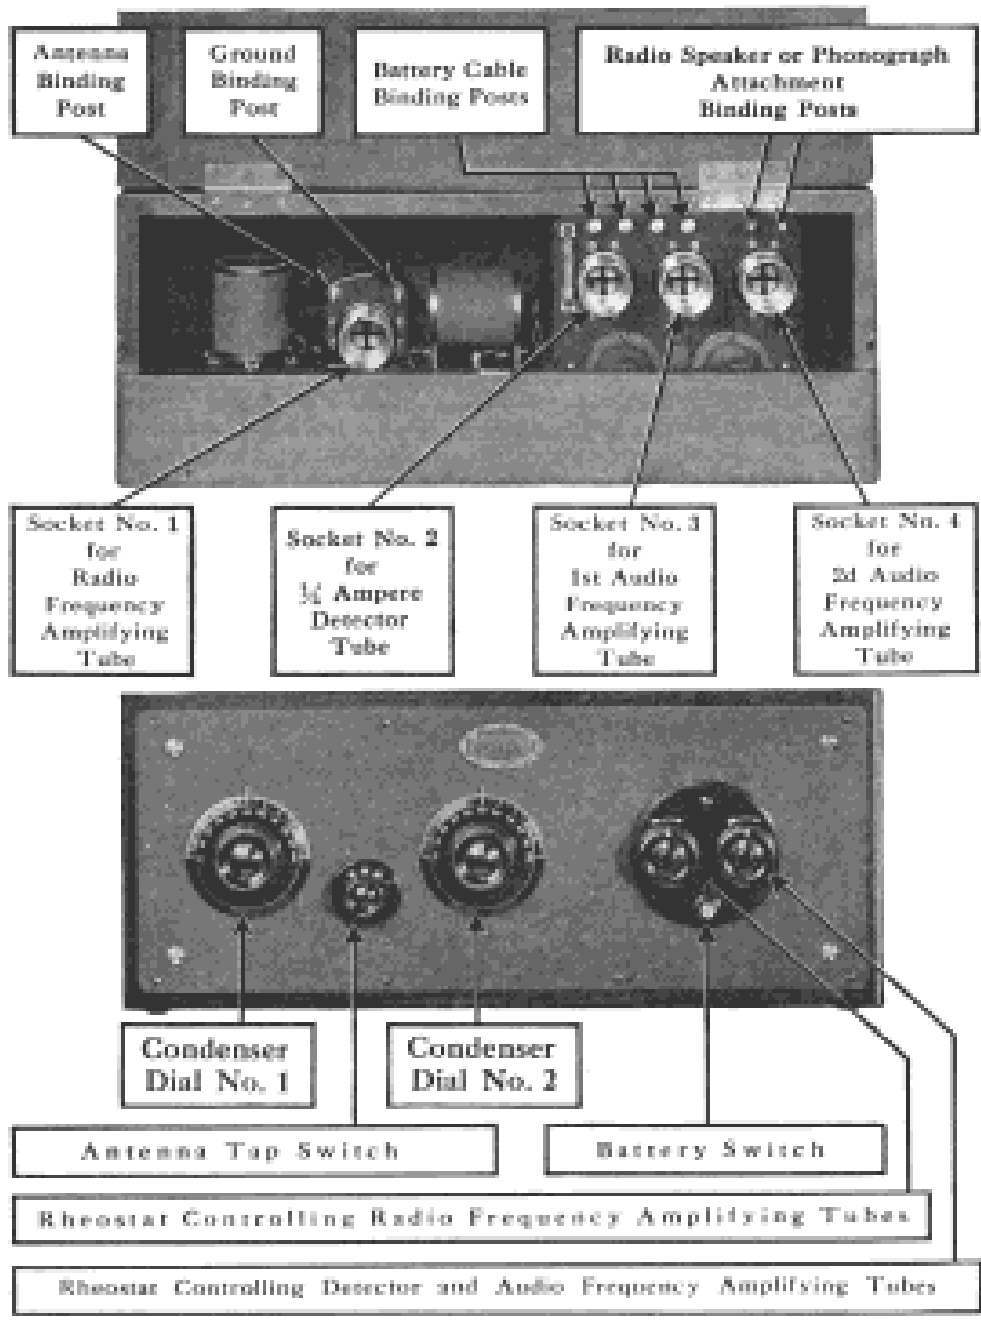 Antenna
Binding
Post
Ground
Binding
Post
Battery Cable
Binding Posts
Radio Speaker or Phonograph
Attachment
Binding Posts
Socket No. 1
for
Radio
Frequency
Amplifying
Tube
Socket No. 2
for
¼ Ampere
Detector
Tube
Socket No. 3
for
1st Audio
Frequency
Amplifying
Tube
Socket No. 4
for
2d Audio
Frequency
Amplifying
Tube
Condenser
Dial No. 1
Condenser
Dial No. 2
Antenna Tap Switch
Battery Switch
Rheostat Controlling Radio Frequency Amplifying Tubes
Rheostat Controlling Detector and Audio Frequency Amplifying Tubes